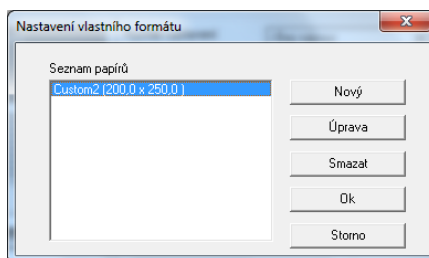 Nastavení vlastního formátu
Seznam papírů
Custom2 (200,0 x 250,0 )
Nový
Úprava
Smazat
Ok
Storno